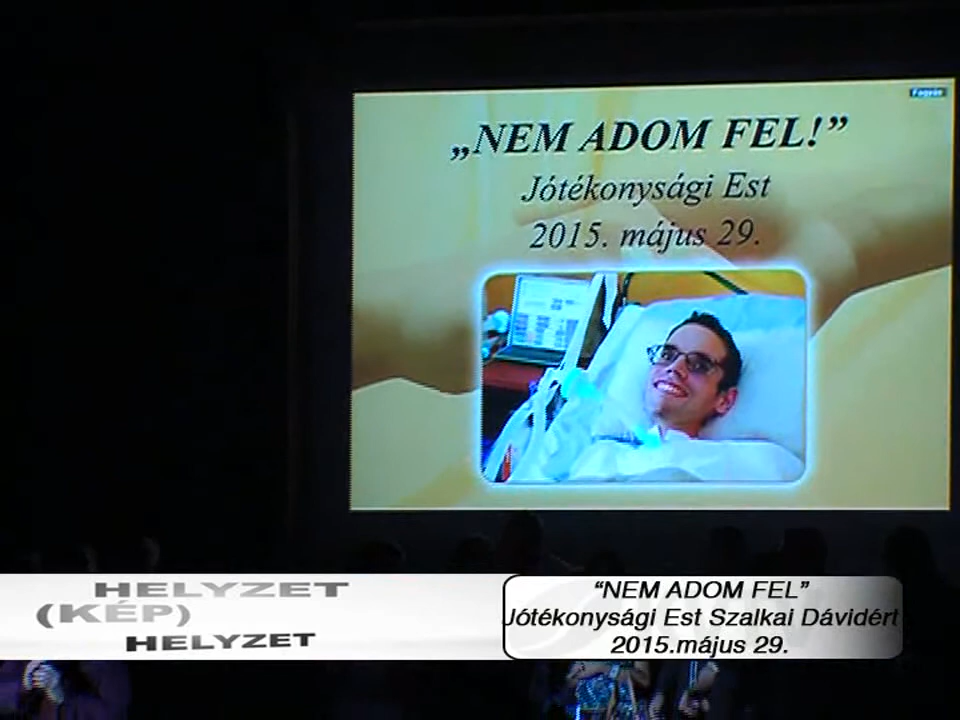 „NEM ADOM FEL!”
Jótékonysági Est
2015. május 29.
HELYZET
(KÉP)
HELYZET
“NEM ADOM FEL”
Jótékonysági Est Szalkai Dávidért
2015.május 29.